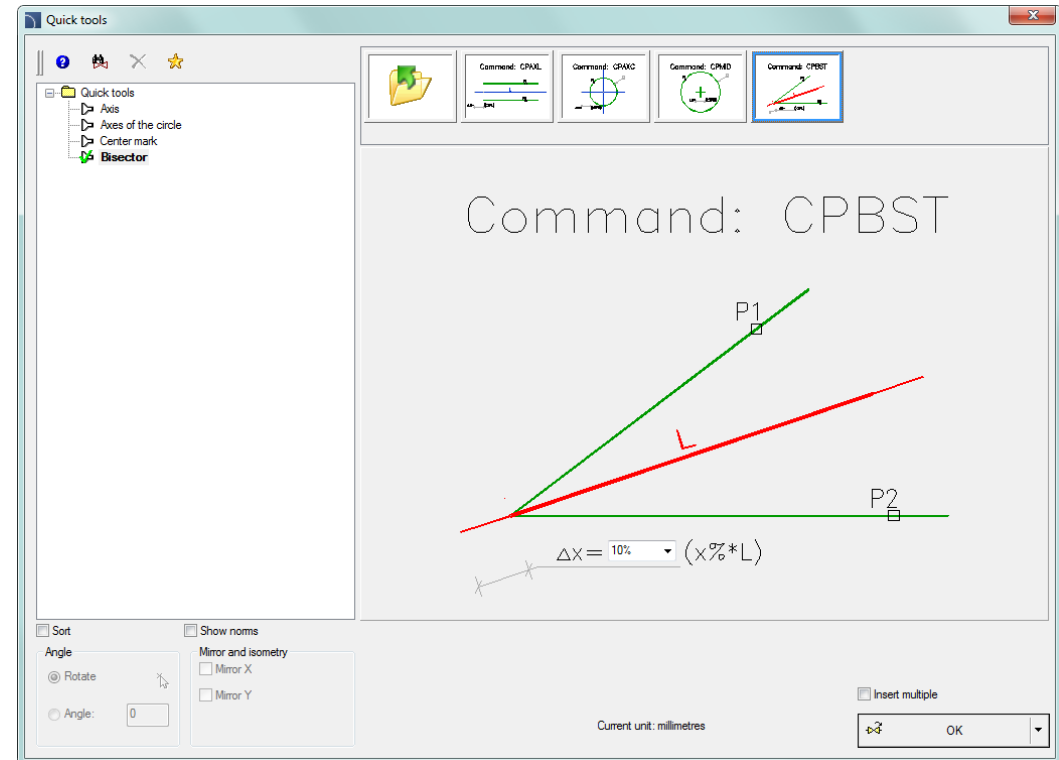 Quick tools
Quick tools
Axis
Axes of the circle
Center mark
Bisector
Command: CPAXL
Command: CPAXC
Command: CPMID
Command: CPBST
Command: CPBST
P1
L
P2
Δx= 10% (x%*L)
Sort
Show norms
Angle
Rotate
Angle: 0
Mirror and isometry
Mirror X
Mirror Y
Current unit: millimetres
Insert multiple
OK